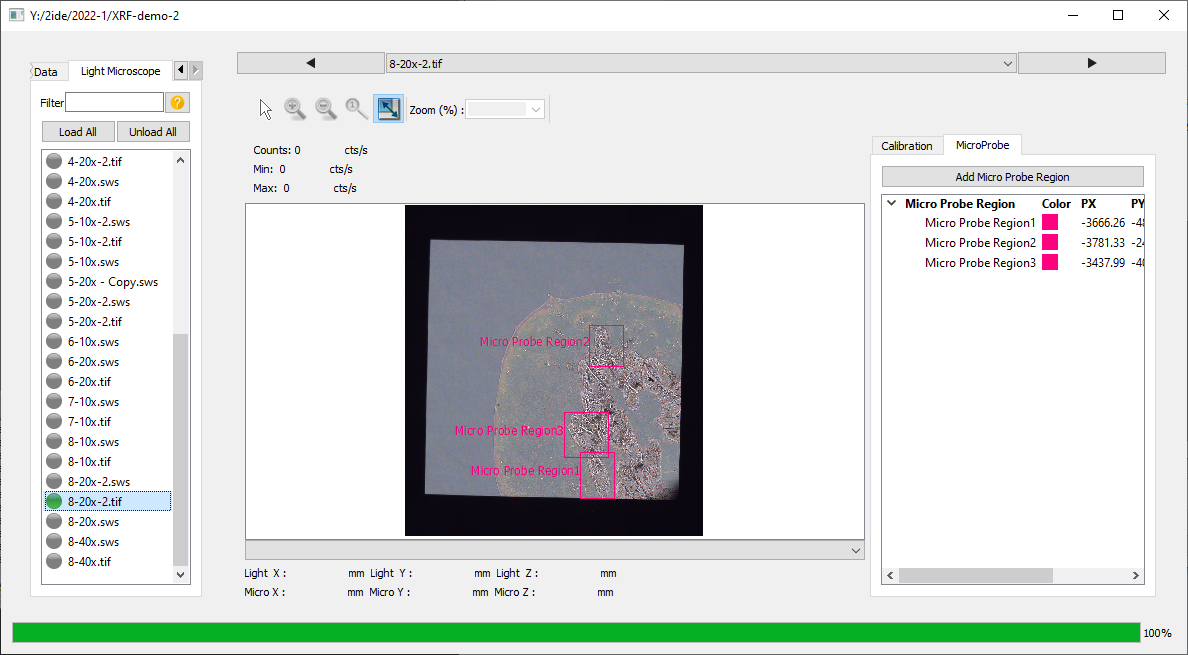 Y:/2ide/2022-1/XRF-demo-2
Data Light Microscope
Filter
Load All Unload All
4-20x-2.tif
4-20x.sws
4-20x.tif
5-10x-2.sws
5-10x-2.tif
5-10x.sws
5-20x - Copy.sws
5-20x-2.sws
5-20x-2.tif
6-10x.sws
6-20x.sws
6-20x.tif
7-10x.sws
7-10x.tif
8-10x.sws
8-10x.tif
8-20x-2.sws
8-20x-2.tif
8-20x.sws
8-40x.sws
8-40x.tif
8-20x-2.tif
Zoom (%) :
Counts: 0 cts/s
Min: 0 cts/s
Max: 0 cts/s
Micro Probe Region2
Micro Probe Region3
Micro Probe Region1
Light X : mm Light Y : mm Light Z : mm
Micro X : mm Micro Y : mm Micro Z : mm
Calibration MicroProbe
Add Micro Probe Region
Micro Probe Region Color PX PY
Micro Probe Region1 -3666.26 -48
Micro Probe Region2 -3781.33 -24
Micro Probe Region3 -3437.99 -40
100%